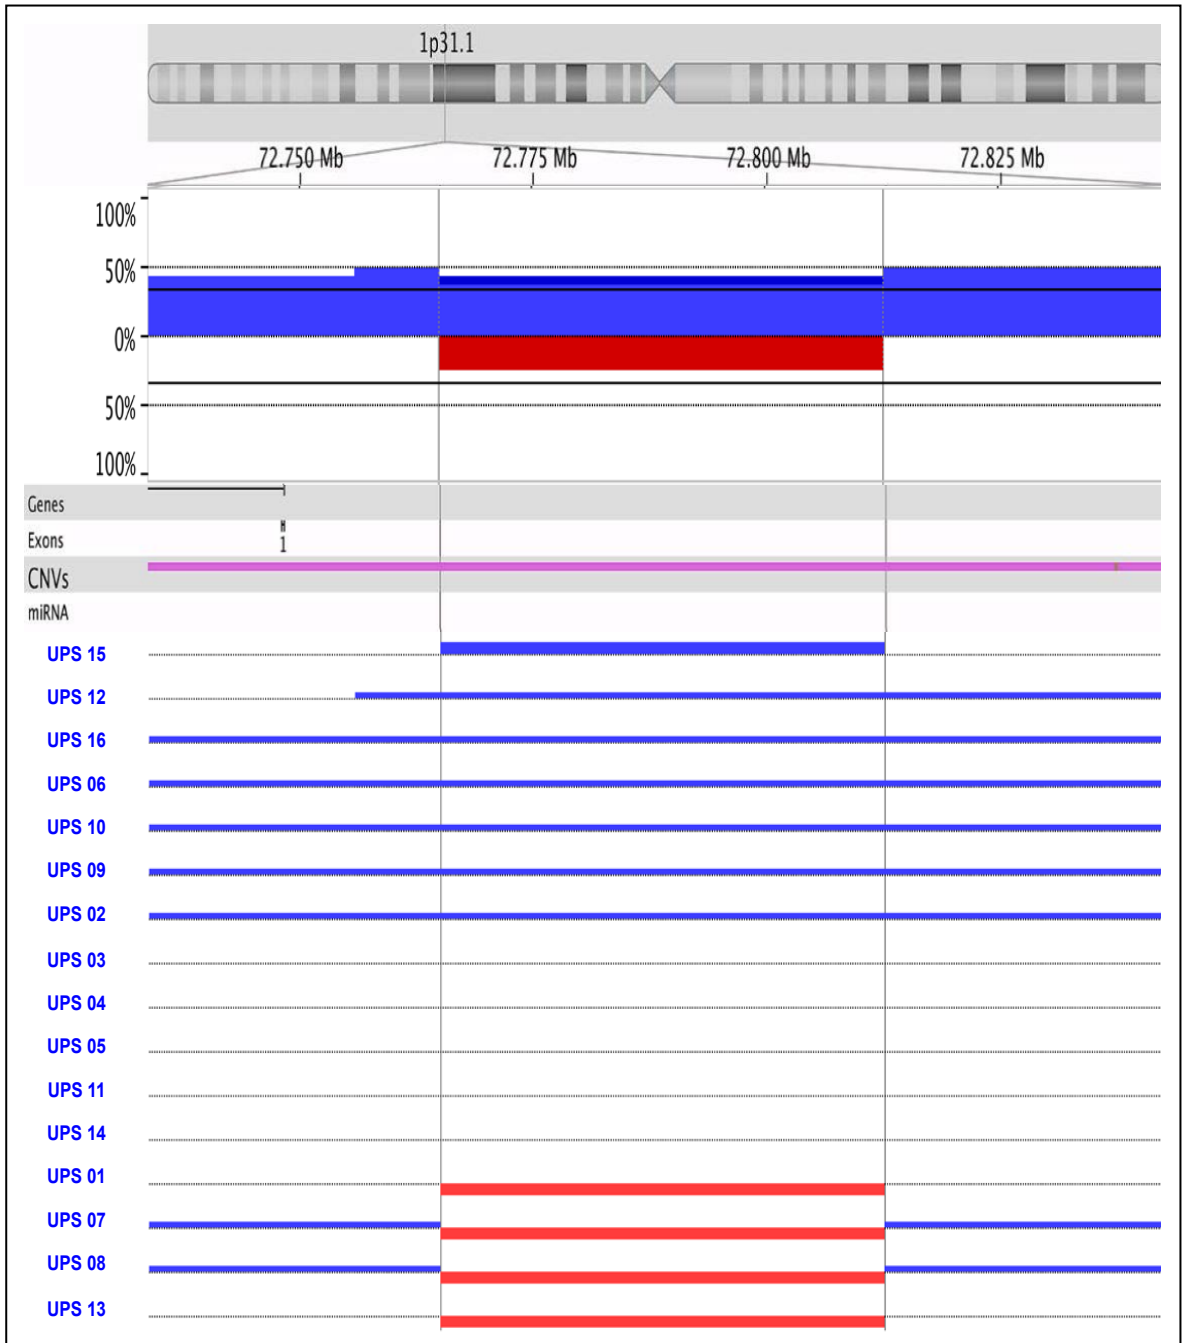 1p31.1
72.750 Mb 72.775 Mb 72.800 Mb 72.825 Mb
100%
50%
0%
50%
100%
Genes
Exons
1
CNVs
miRNA
UPS 15
UPS 12
UPS 16
UPS 06
UPS 10
UPS 09
UPS 02
UPS 03
UPS 04
UPS 05
UPS 11
UPS 14
UPS 01
UPS 07
UPS 08
UPS 13